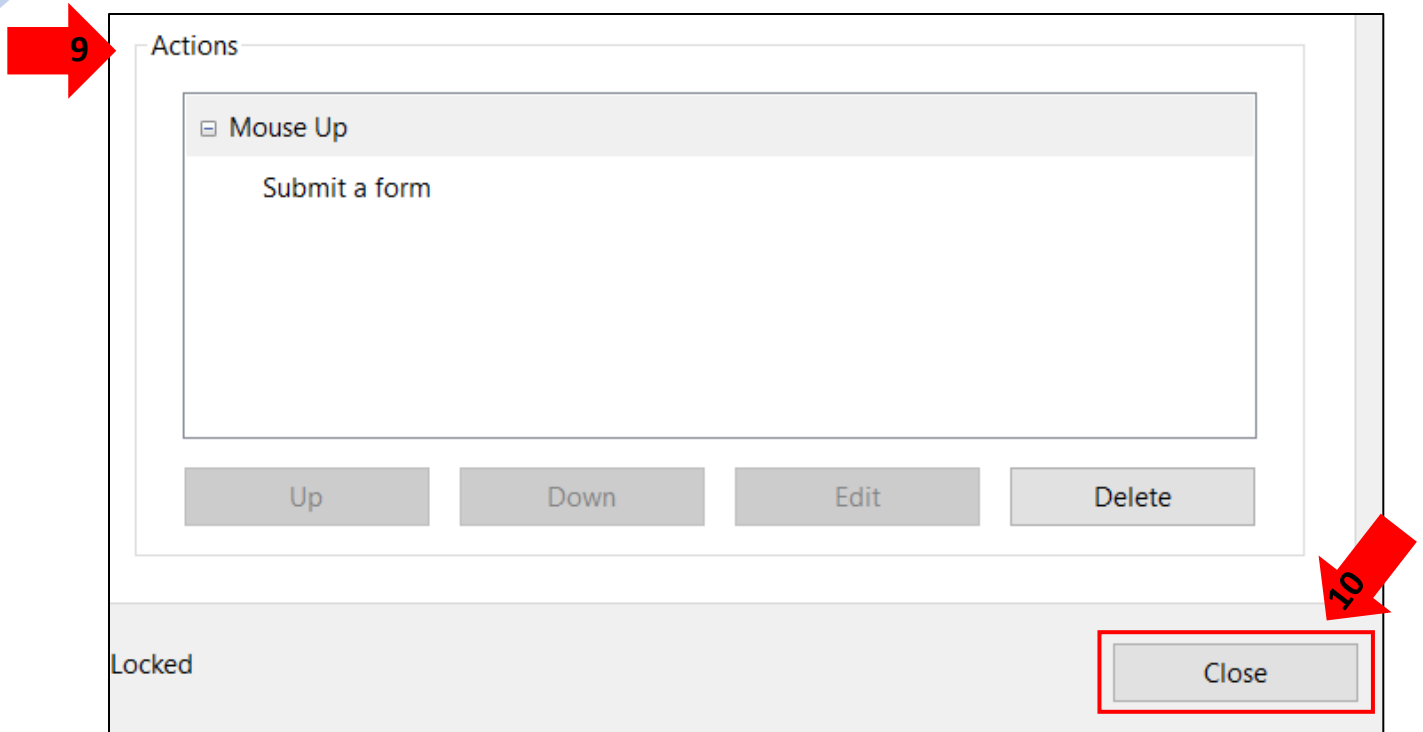 9
Actions
Mouse Up
Submit a form
Up Down Edit Delete
10
Locked
Close